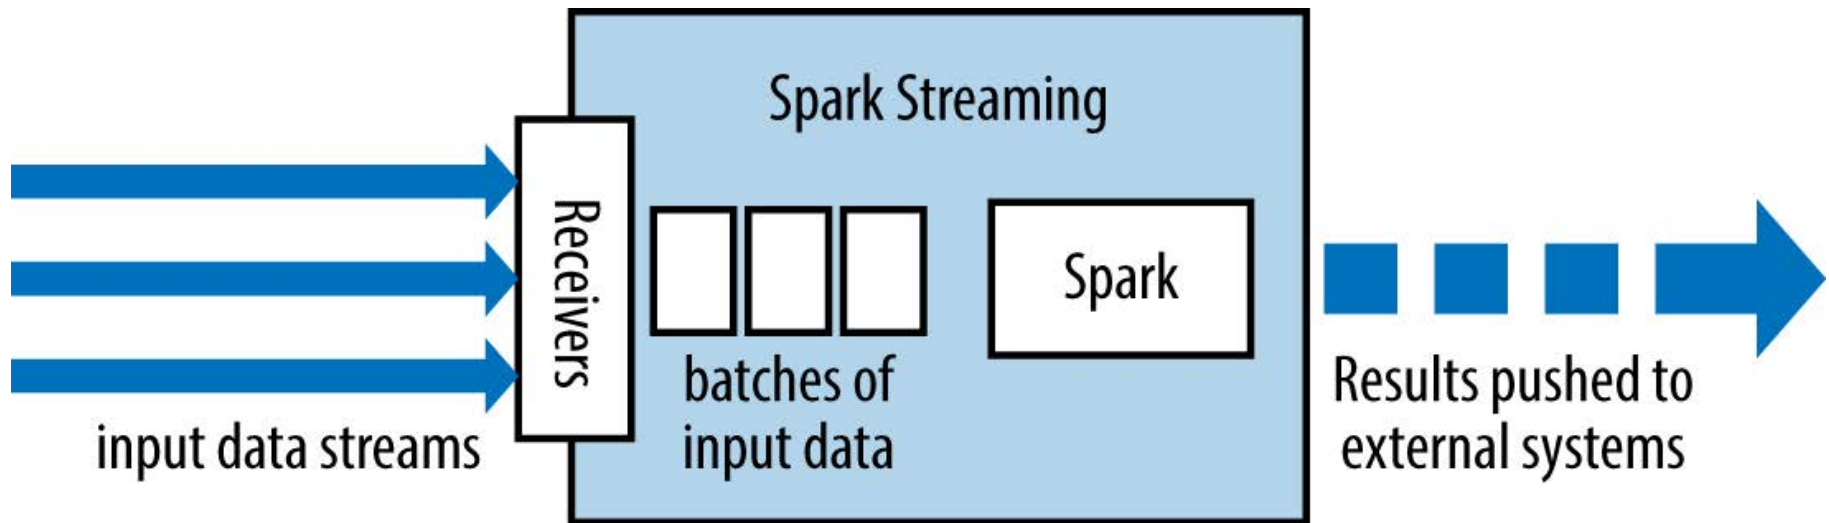 Spark Streaming
Receivers
Spark
batches of
input data
input data streams
Results pushed to
external systems